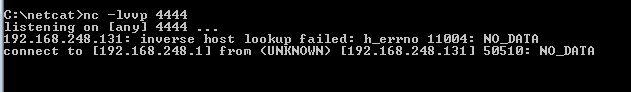 C:\netcat>nc -lvvp 4444
listening on [any] 4444 ...
192.168.248.131: inverse host lookup failed: h_errno 11004: NO_DATA
connect to [192.168.248.1] from (UNKNOWN) [192.168.248.131] 50510: NO_DATA